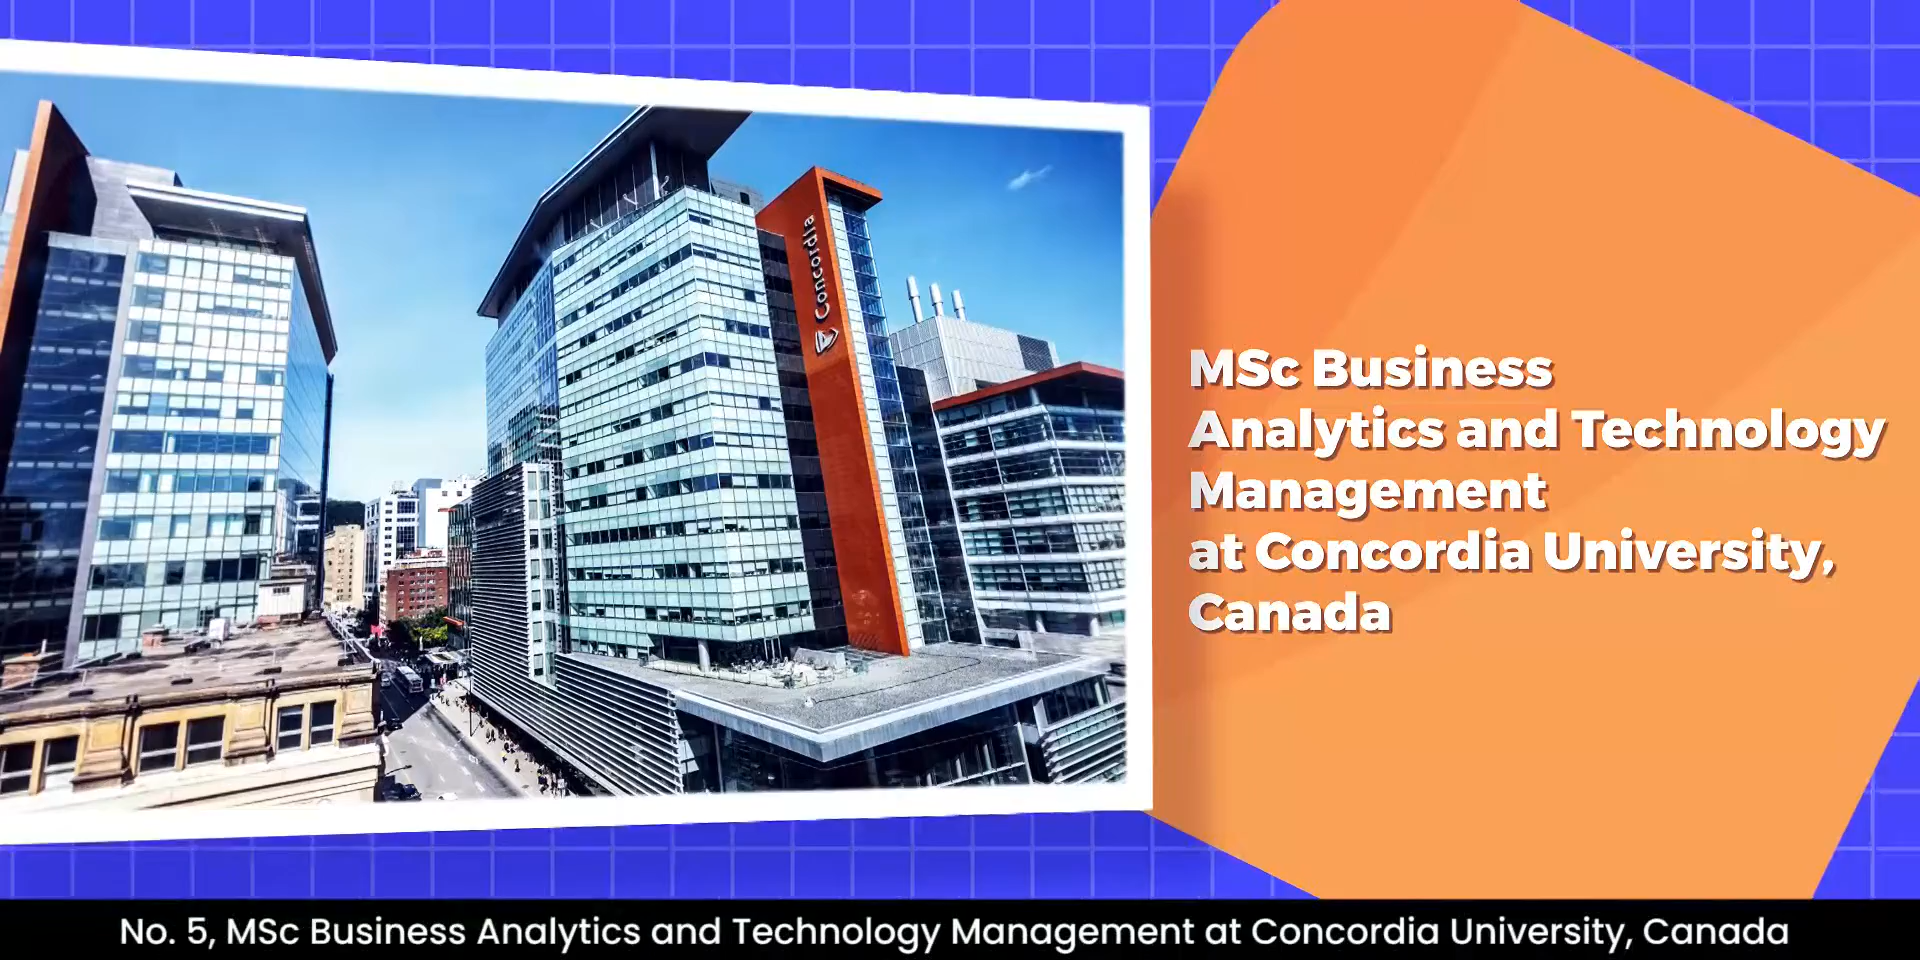 Concordia
MSc Business
Analytics and Technology
Management
at Concordia University,
Canada
No. 5, MSc Business Analytics and Technology Management at Concordia University, Canada